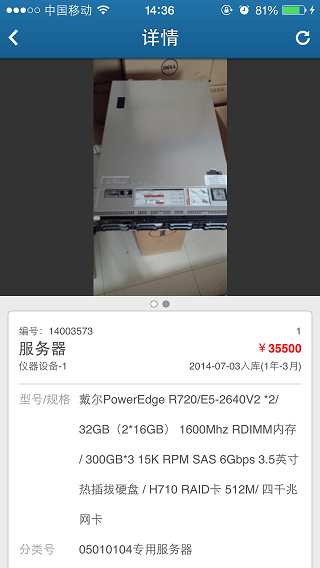 中国移动 14:36 81%
详情
DELL
编号：14003573 1
服务器 ￥35500
仪器设备-1 2014-07-03入库(1年-3月)
型号/规格 戴尔PowerEdge R720/E5-2640V2 *2/
32GB（2*16GB） 1600Mhz RDIMM内存
/ 300GB*3 15K RPM SAS 6Gbps 3.5英寸
热插拔硬盘 / H710 RAID卡 512M/ 四千兆
网卡
分类号 05010104专用服务器